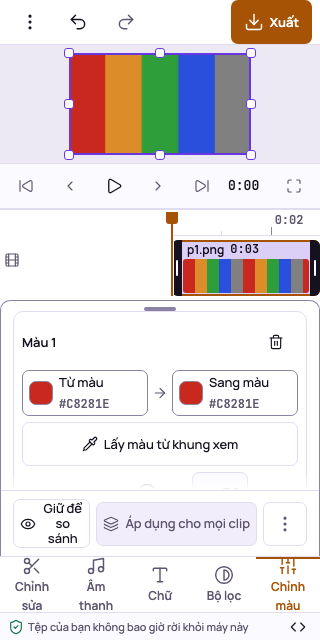 Xuất
0:00
0:02
p1.png 0:03
Màu 1
Từ màu
#C8281E
Sang màu
#C8281E
Lấy màu từ khung xem
Giữ để
so
sánh
Áp dụng cho mọi clip
Chỉnh
sửa
Âm
thanh
Chữ
Bộ lọc
Chỉnh
màu
Tệp của bạn không bao giờ rời khỏi máy này